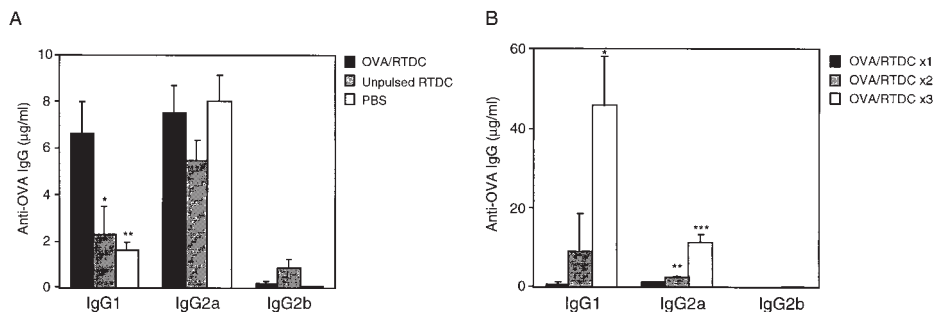 A
Anti-OVA IgG (µg/ml)
10
8
6
4
2
0
*
**
IgG1
IgG2a
IgG2b
OVA/RTDC
Unpulsed RTDC
PBS
B
Anti-OVA IgG (µg/ml)
60
40
20
0
*
**
***
IgG1
IgG2a
IgG2b
OVA/RTDC x1
OVA/RTDC x2
OVA/RTDC x3